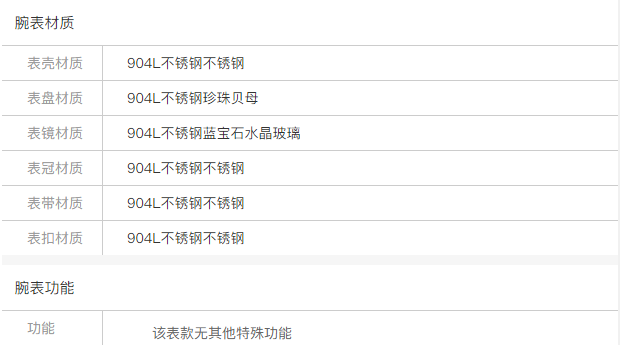 腕表材质
表壳材质 904L不锈钢不锈钢
表盘材质 904L不锈钢珍珠贝母
表镜材质 904L不锈钢蓝宝石水晶玻璃
表冠材质 904L不锈钢不锈钢
表带材质 904L不锈钢不锈钢
表扣材质 904L不锈钢不锈钢
腕表功能
功能 该表款无其他特殊功能